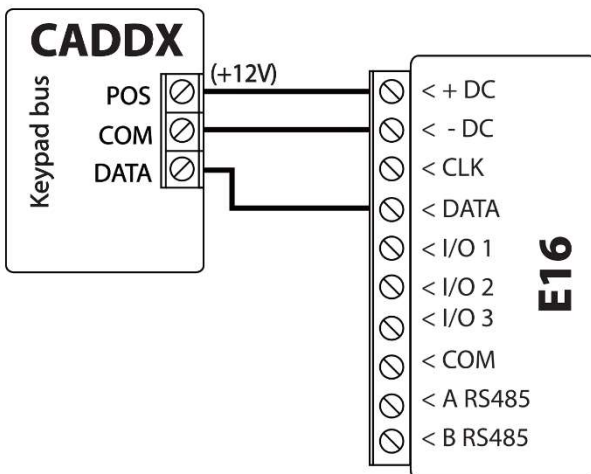 CADDX
Keypad bus
POS
(+12V)
COM
DATA
< + DC
< - DC
< CLK
< DATA
< I/O 1
< I/O 2
< I/O 3
< COM
< A RS485
< B RS485
E16